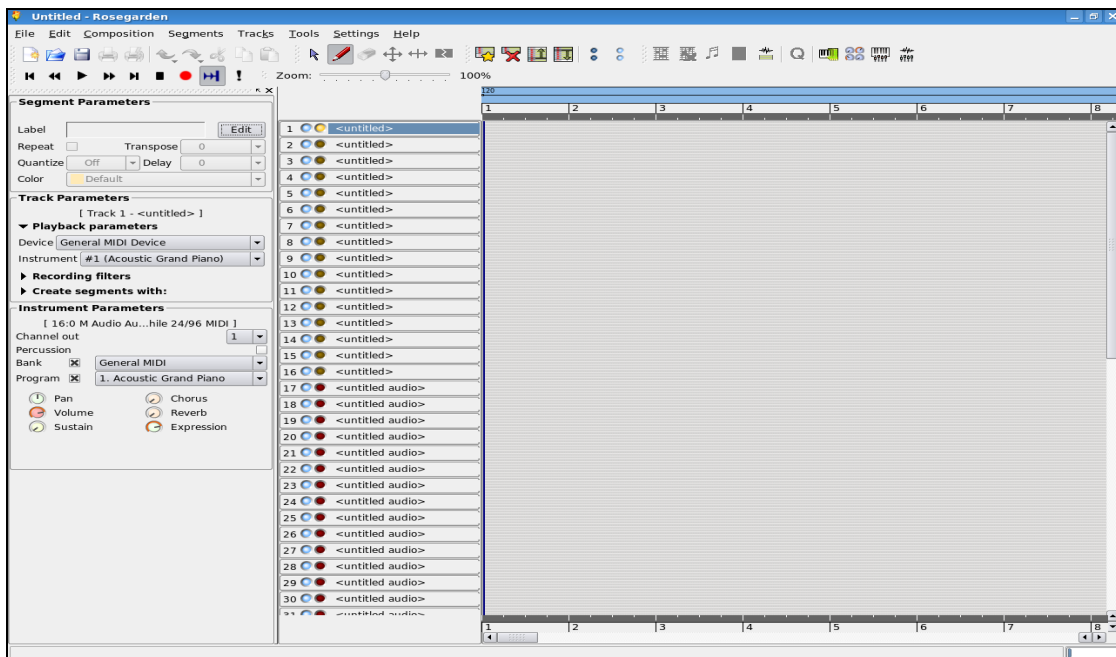 Untitled - Rosegarden
File Edit Composition Segments Tracks Tools Settings Help
Zoom: 100%
Segment Parameters
Label Edit
Repeat Transpose 0
Quantize Off Delay 0
Color Default
Track Parameters
[ Track 1 - <untitled> ]
Playback parameters
Device General MIDI Device
Instrument #1 (Acoustic Grand Piano)
Recording filters
Create segments with:
Instrument Parameters
[ 16:0 M Audio Au...hile 24/96 MIDI ]
Channel out 1
Percussion
Bank General MIDI
Program 1. Acoustic Grand Piano
Pan Chorus
Volume Reverb
Sustain Expression
120
1 2 3 4 5 6 7 8
1 <untitled>
2 <untitled>
3 <untitled>
4 <untitled>
5 <untitled>
6 <untitled>
7 <untitled>
8 <untitled>
9 <untitled>
10 <untitled>
11 <untitled>
12 <untitled>
13 <untitled>
14 <untitled>
15 <untitled>
16 <untitled>
17 <untitled audio>
18 <untitled audio>
19 <untitled audio>
20 <untitled audio>
21 <untitled audio>
22 <untitled audio>
23 <untitled audio>
24 <untitled audio>
25 <untitled audio>
26 <untitled audio>
27 <untitled audio>
28 <untitled audio>
29 <untitled audio>
30 <untitled audio>
31 <untitled audio>
1 2 3 4 5 6 7 8